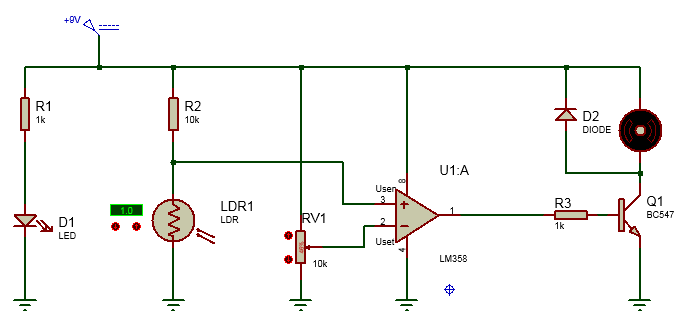 +9V
R1
1k
R2
10k
D2
DIODE
U1:A
8
Usen
3
1.0
LDR1
LDR
RV1
2
1
Uset
4
10k
LM358
D1
LED
R3
1k
Q1
BC547